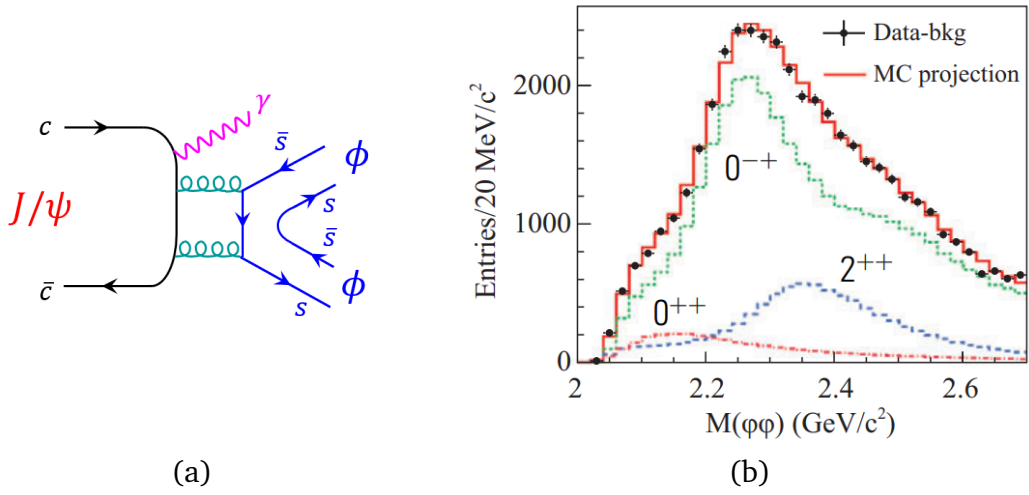 c
γ
s̄
ϕ
J/ψ
s
s̄
c̄
s
ϕ
(a)
Entries/20 MeV/c²
2000
1000
0
Data-bkg
MC projection
0⁻⁺
2⁺⁺
0⁺⁺
2 2.2 2.4 2.6
M(φφ) (GeV/c²)
(b)